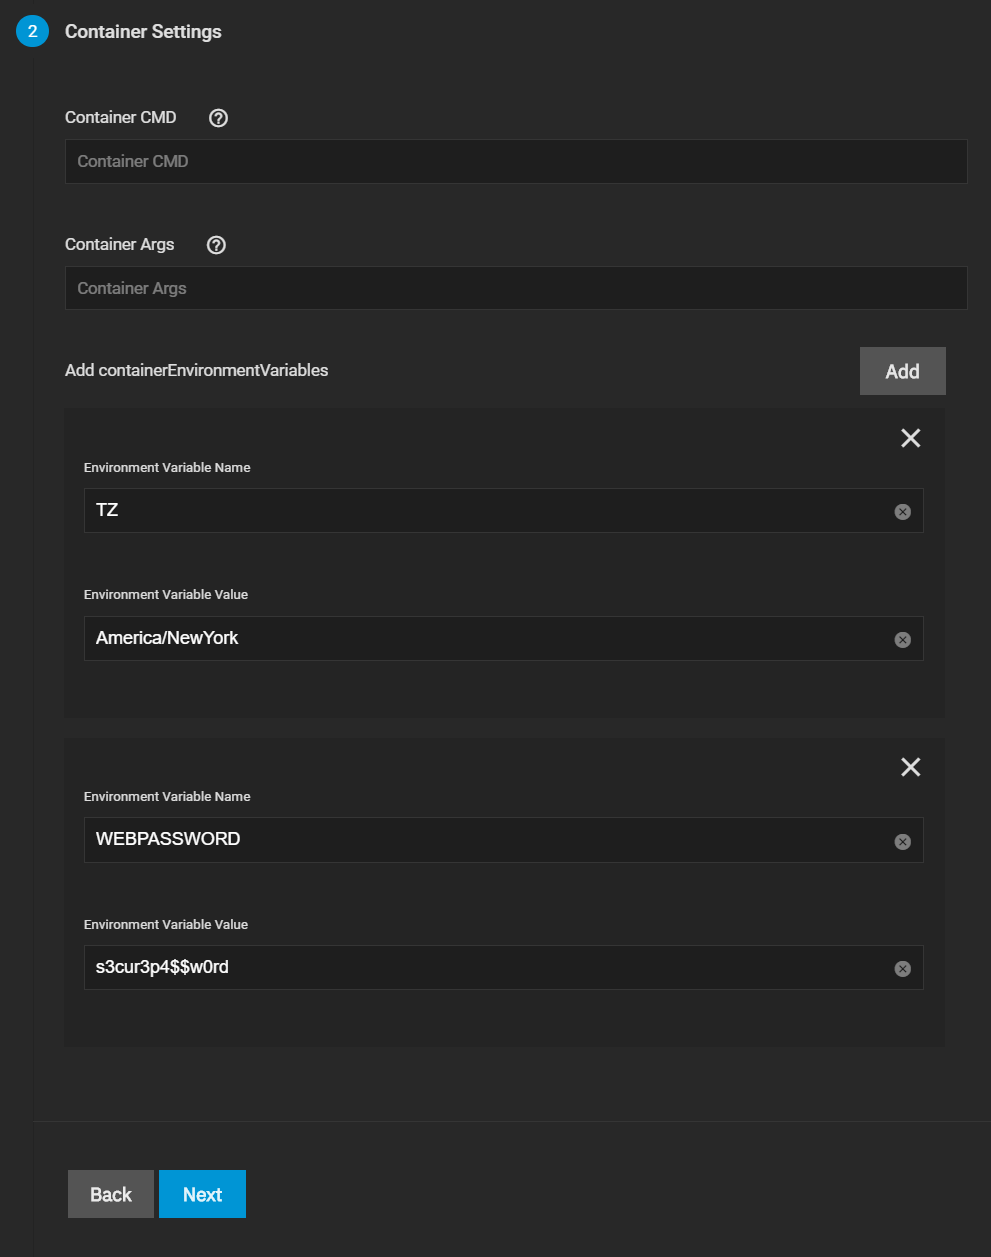 2 Container Settings
Container CMD
Container CMD
Container Args
Container Args
Add containerEnvironmentVariables Add
Environment Variable Name
TZ
Environment Variable Value
America/NewYork
Environment Variable Name
WEBPASSWORD
Environment Variable Value
s3cur3p4$$w0rd
Back Next